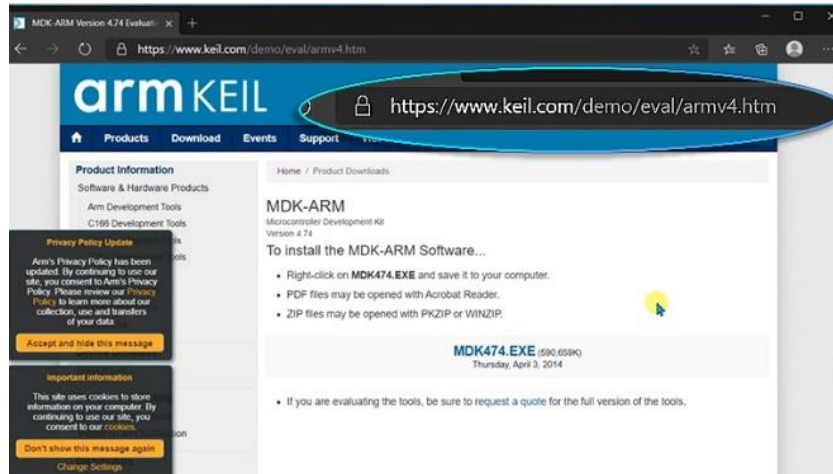 MDK-ARM Version 4.74 Evaluati
https://www.keil.com/demo/eval/armv4.htm
arm KEIL
https://www.keil.com/demo/eval/armv4.htm
Products Download Events Support
Product Information
Software & Hardware Products
Arm Development Tools
C166 Development Tools
Home / Product Downloads
MDK-ARM
Microcontroller Development Kit
Version 4.74
To install the MDK-ARM Software...
• Right-click on MDK474.EXE and save it to your computer.
• PDF files may be opened with Acrobat Reader.
• ZIP files may be opened with PKZIP or WINZIP.
MDK474.EXE (590,659K)
Thursday, April 3, 2014
• If you are evaluating the tools, be sure to request a quote for the full version of the tools.
Privacy Policy Update
Arm's Privacy Policy has been
updated. By continuing to use our
site, you consent to Arm's Privacy
Policy. Please review our Privacy
Policy to learn more about our
collection, use and transfers
of your data.
Accept and hide this message
Important information
This site uses cookies to store
information on your computer. By
continuing to use our site, you
consent to our cookies.
Don't show this message again
Change Settings